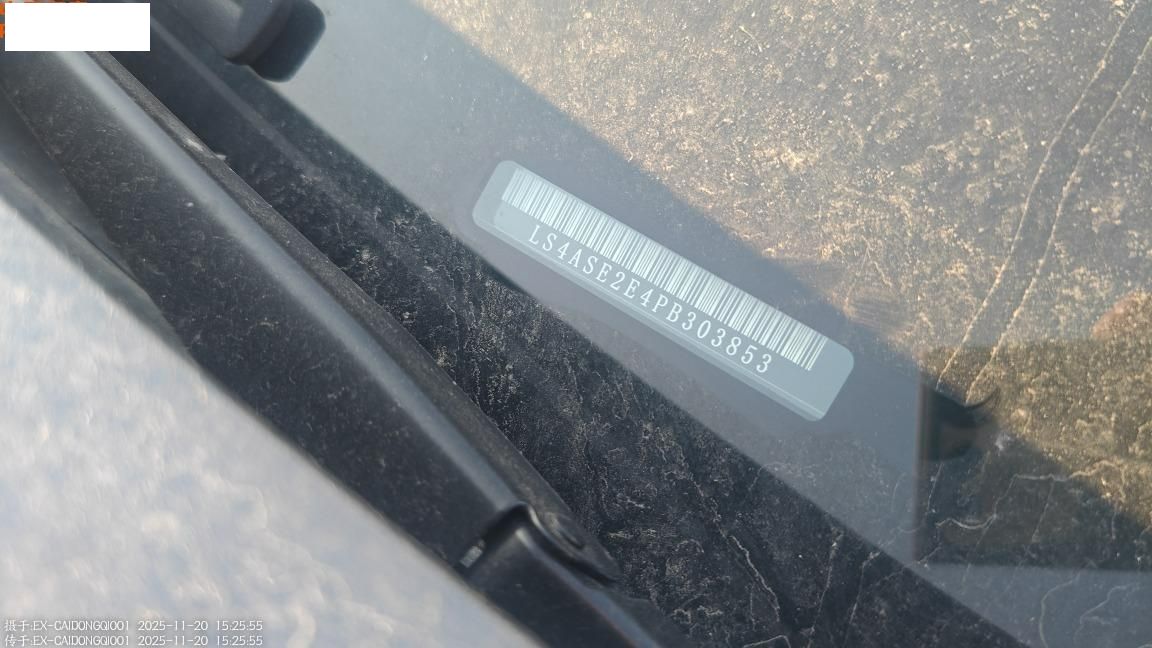 LS4ASE2E4PB303853
摄于:EX-CAIDONGQI001 2025-11-20 15:25:55
传于:EX-CAIDONGQI001 2025-11-20 15:25:55